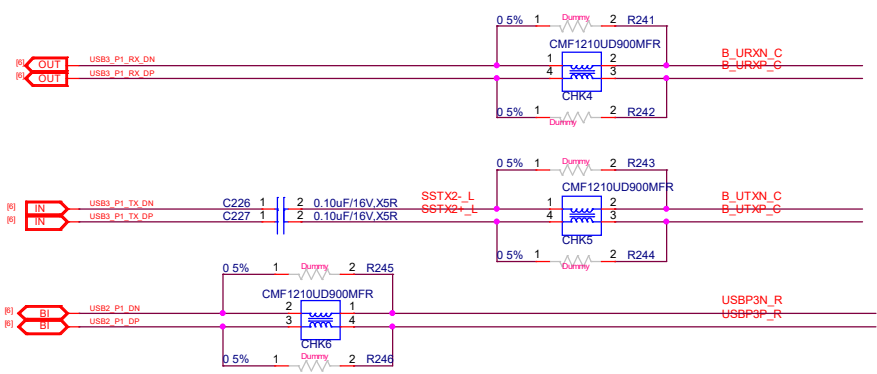 0 5% 1 Dummy 2 R241
CMF1210UD900MFR
[6] OUT USB3_P1_RX_DN 1 2 B_URXN_C
[6] OUT USB3_P1_RX_DP 4 3 B_URXP_C
CHK4
0 5% 1 Dummy 2 R242
0 5% 1 Dummy 2 R243
CMF1210UD900MFR
[6] IN USB3_P1_TX_DN C226 1 2 0.10uF/16V,X5R SSTX2-_L 1 2 B_UTXN_C
[6] IN USB3_P1_TX_DP C227 1 2 0.10uF/16V,X5R SSTX2+_L 4 3 B_UTXP_C
CHK5
0 5% 1 Dummy 2 R244
0 5% 1 Dummy 2 R245
CMF1210UD900MFR
[6] BI USB2_P1_DN 2 1 USBP3N_R
[6] BI USB2_P1_DP 3 4 USBP3P_R
CHK6
0 5% 1 Dummy 2 R246